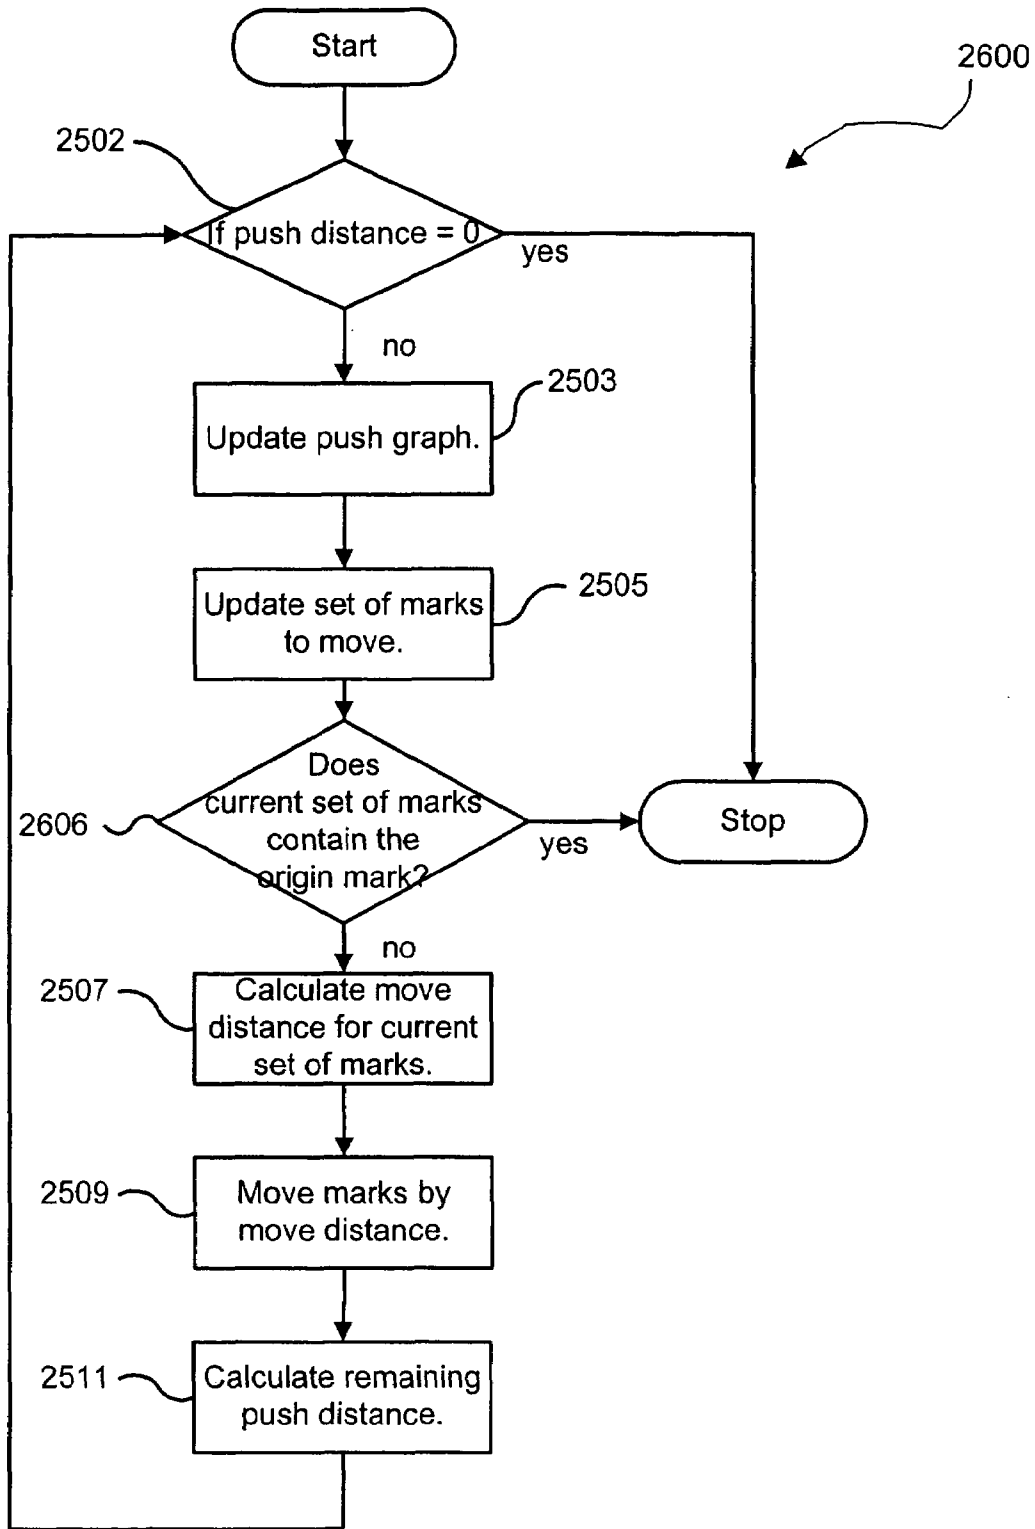 Start
2600
2502
If push distance = 0
yes
no
2503
Update push graph.
2505
Update set of marks
to move.
2606
Does
current set of marks
contain the
origin mark?
yes
Stop
no
2507
Calculate move
distance for current
set of marks.
2509
Move marks by
move distance.
2511
Calculate remaining
push distance.